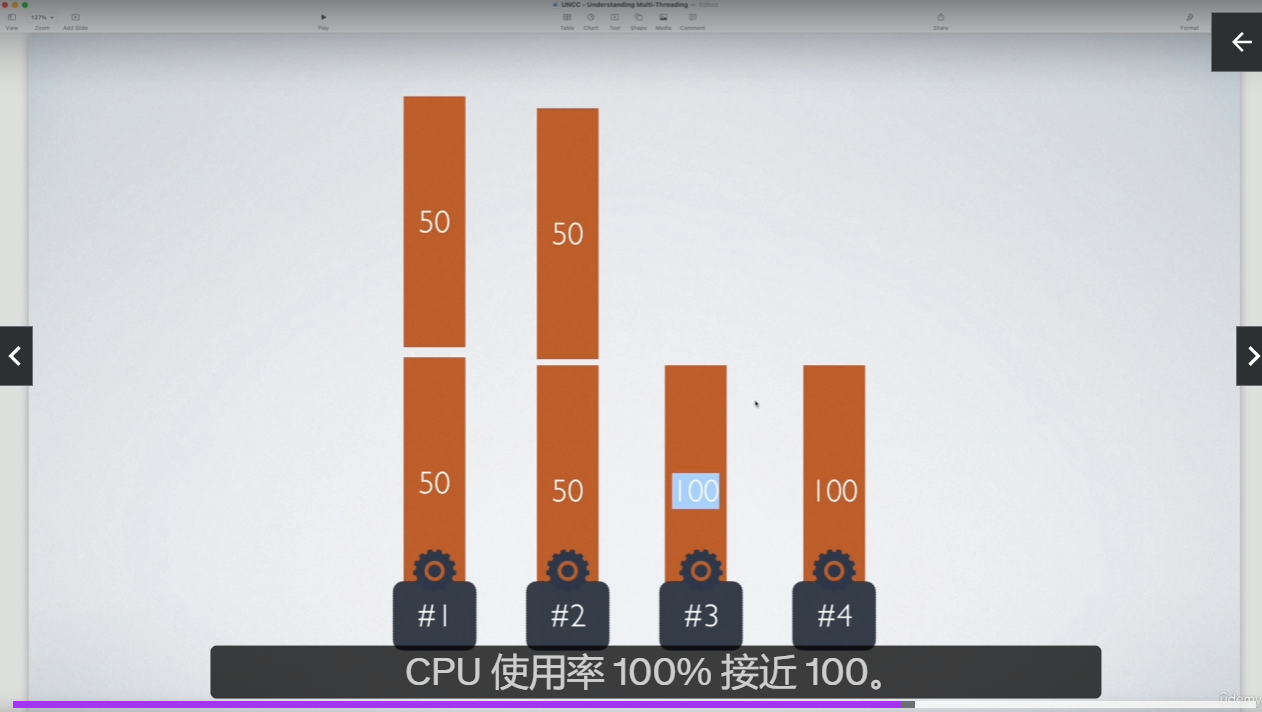 UNCC - Understanding Multi-Threading — Edited
127%
View Zoom Add Slide Play Table Chart Text Shape Media Comment Share Format
50 50
50 50 100 100
#1 #2 #3 #4
CPU 使用率 100% 接近 100。
Udemy